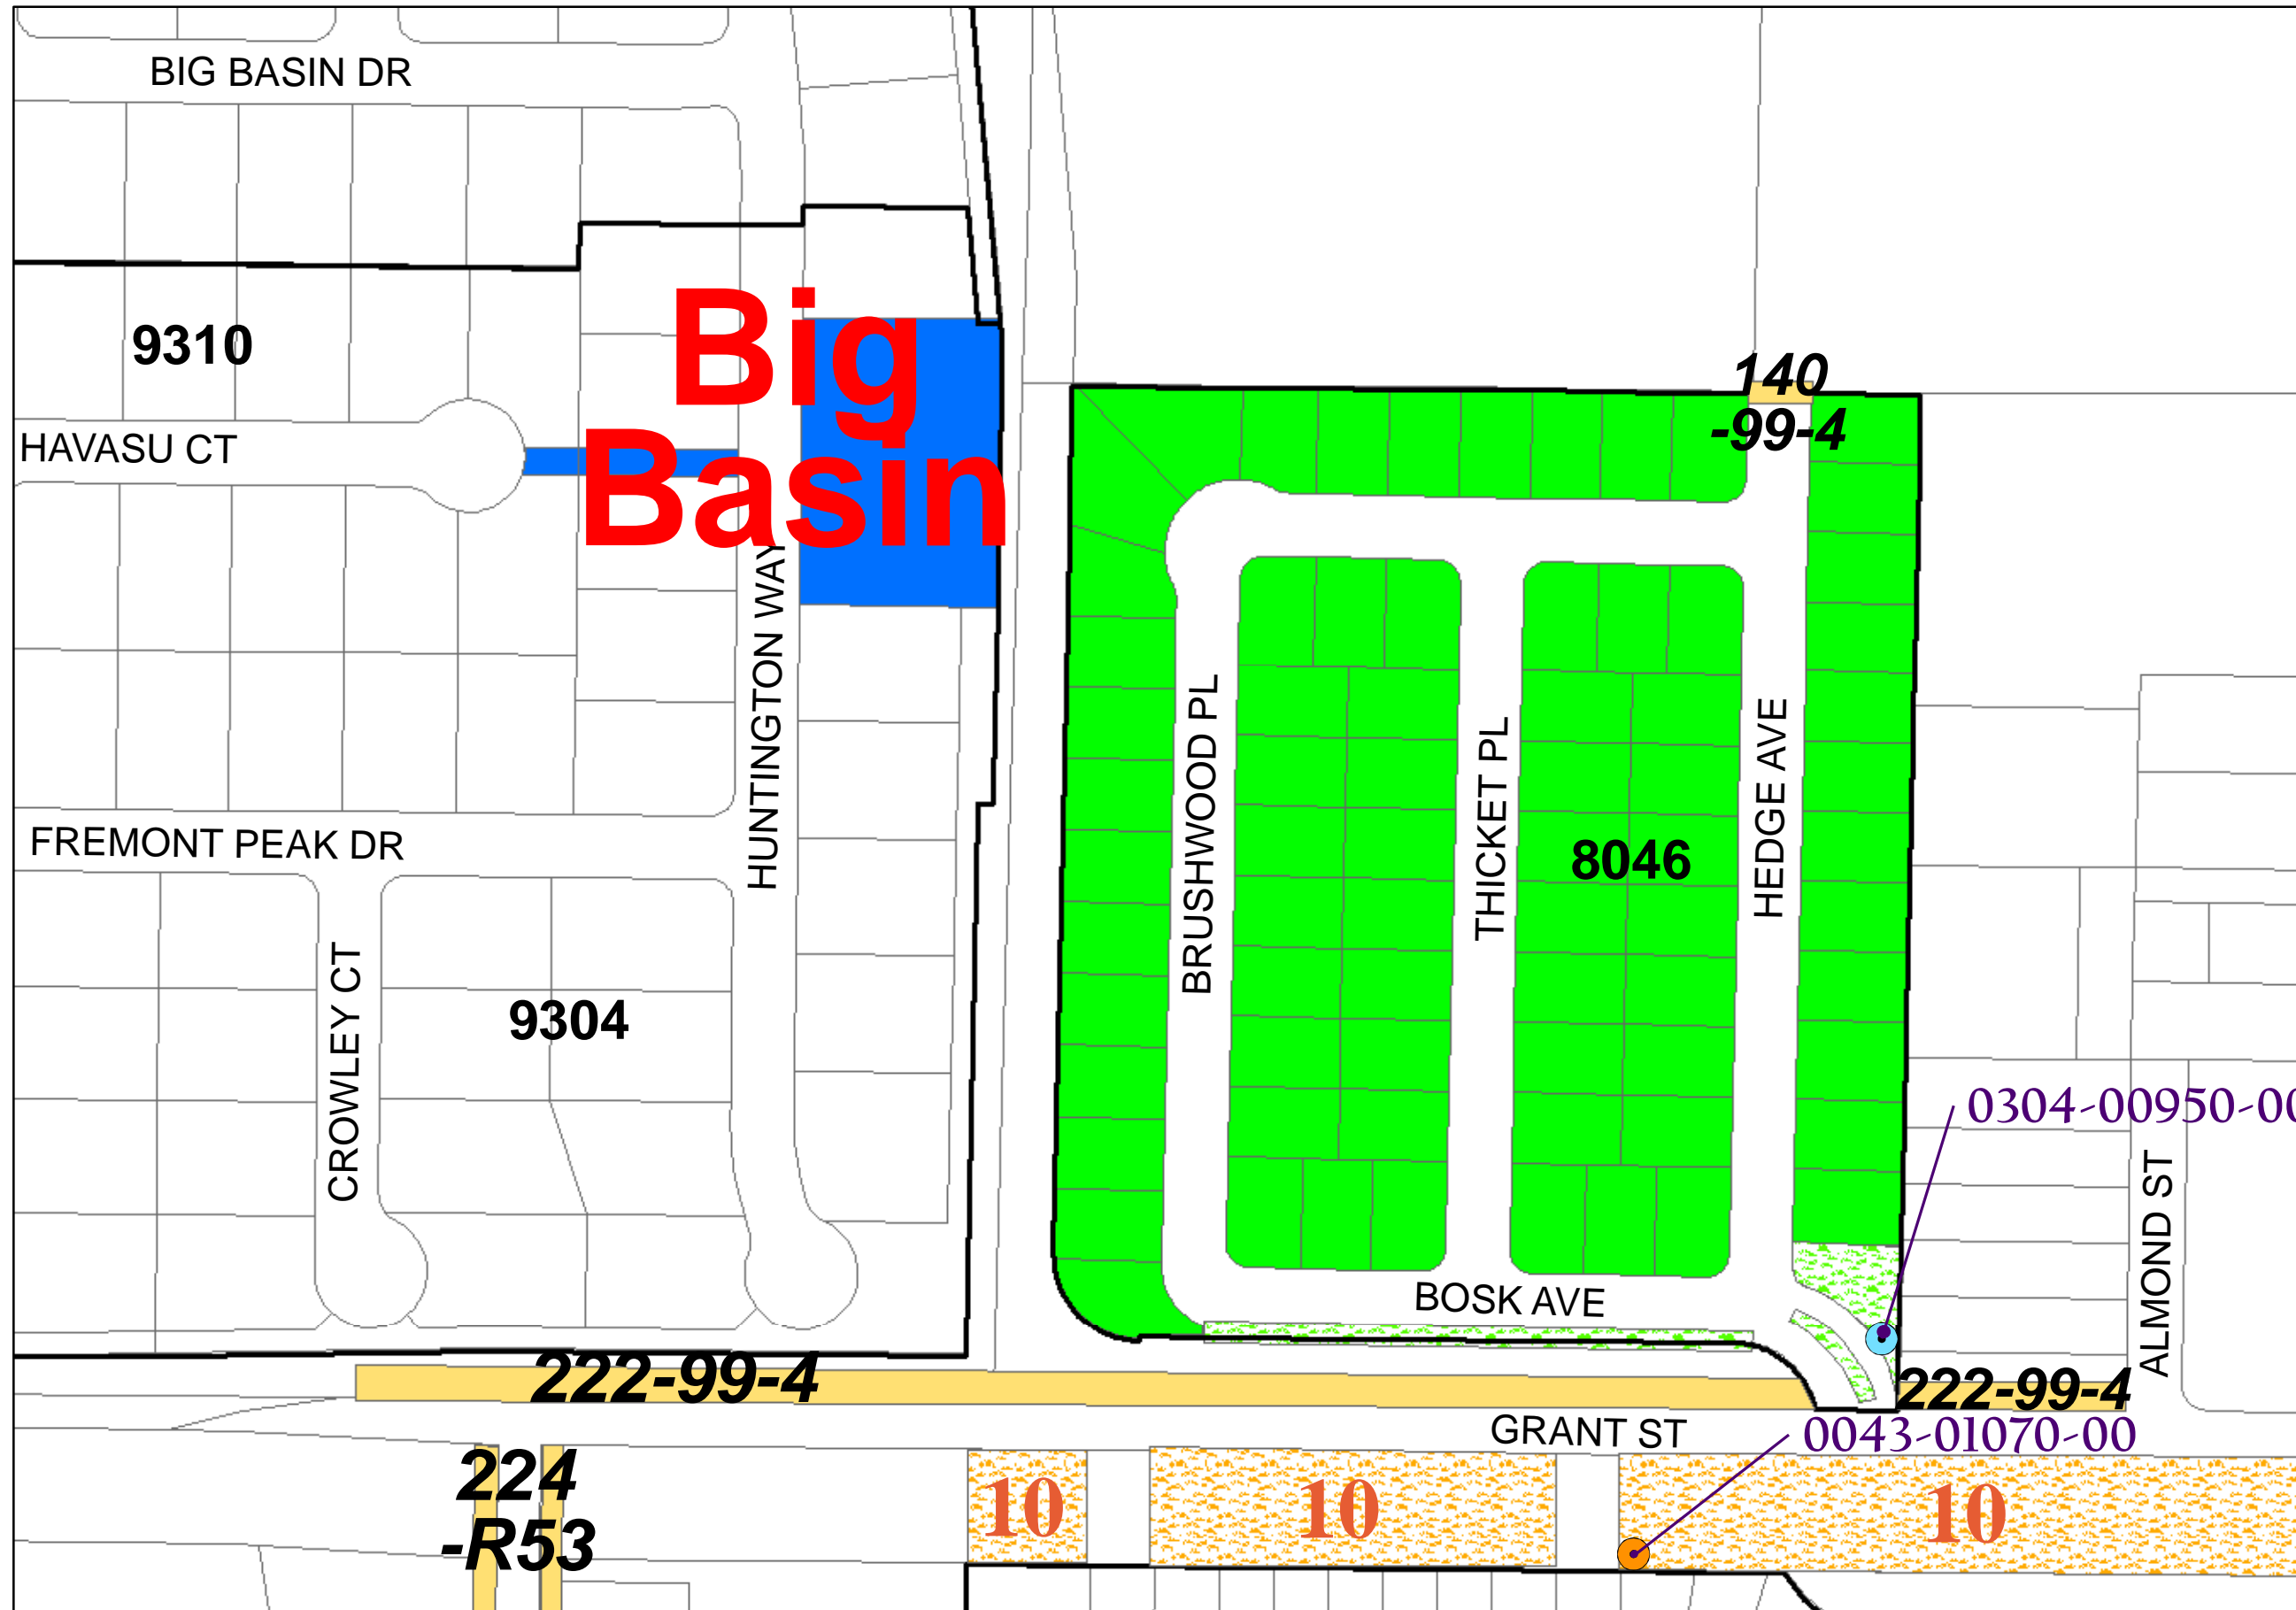 BIG BASIN DR
9310
Big
Basin
140
-99-4
HAVASU CT
HUNTINGTON WAY
BRUSHWOOD PL
THICKET PL
HEDGE AVE
FREMONT PEAK DR
8046
CROWLEY CT
9304
0304-00950-00
ALMOND ST
BOSK AVE
222-99-4
222-99-4
GRANT ST
0043-01070-00
224
-R53
10
10
10